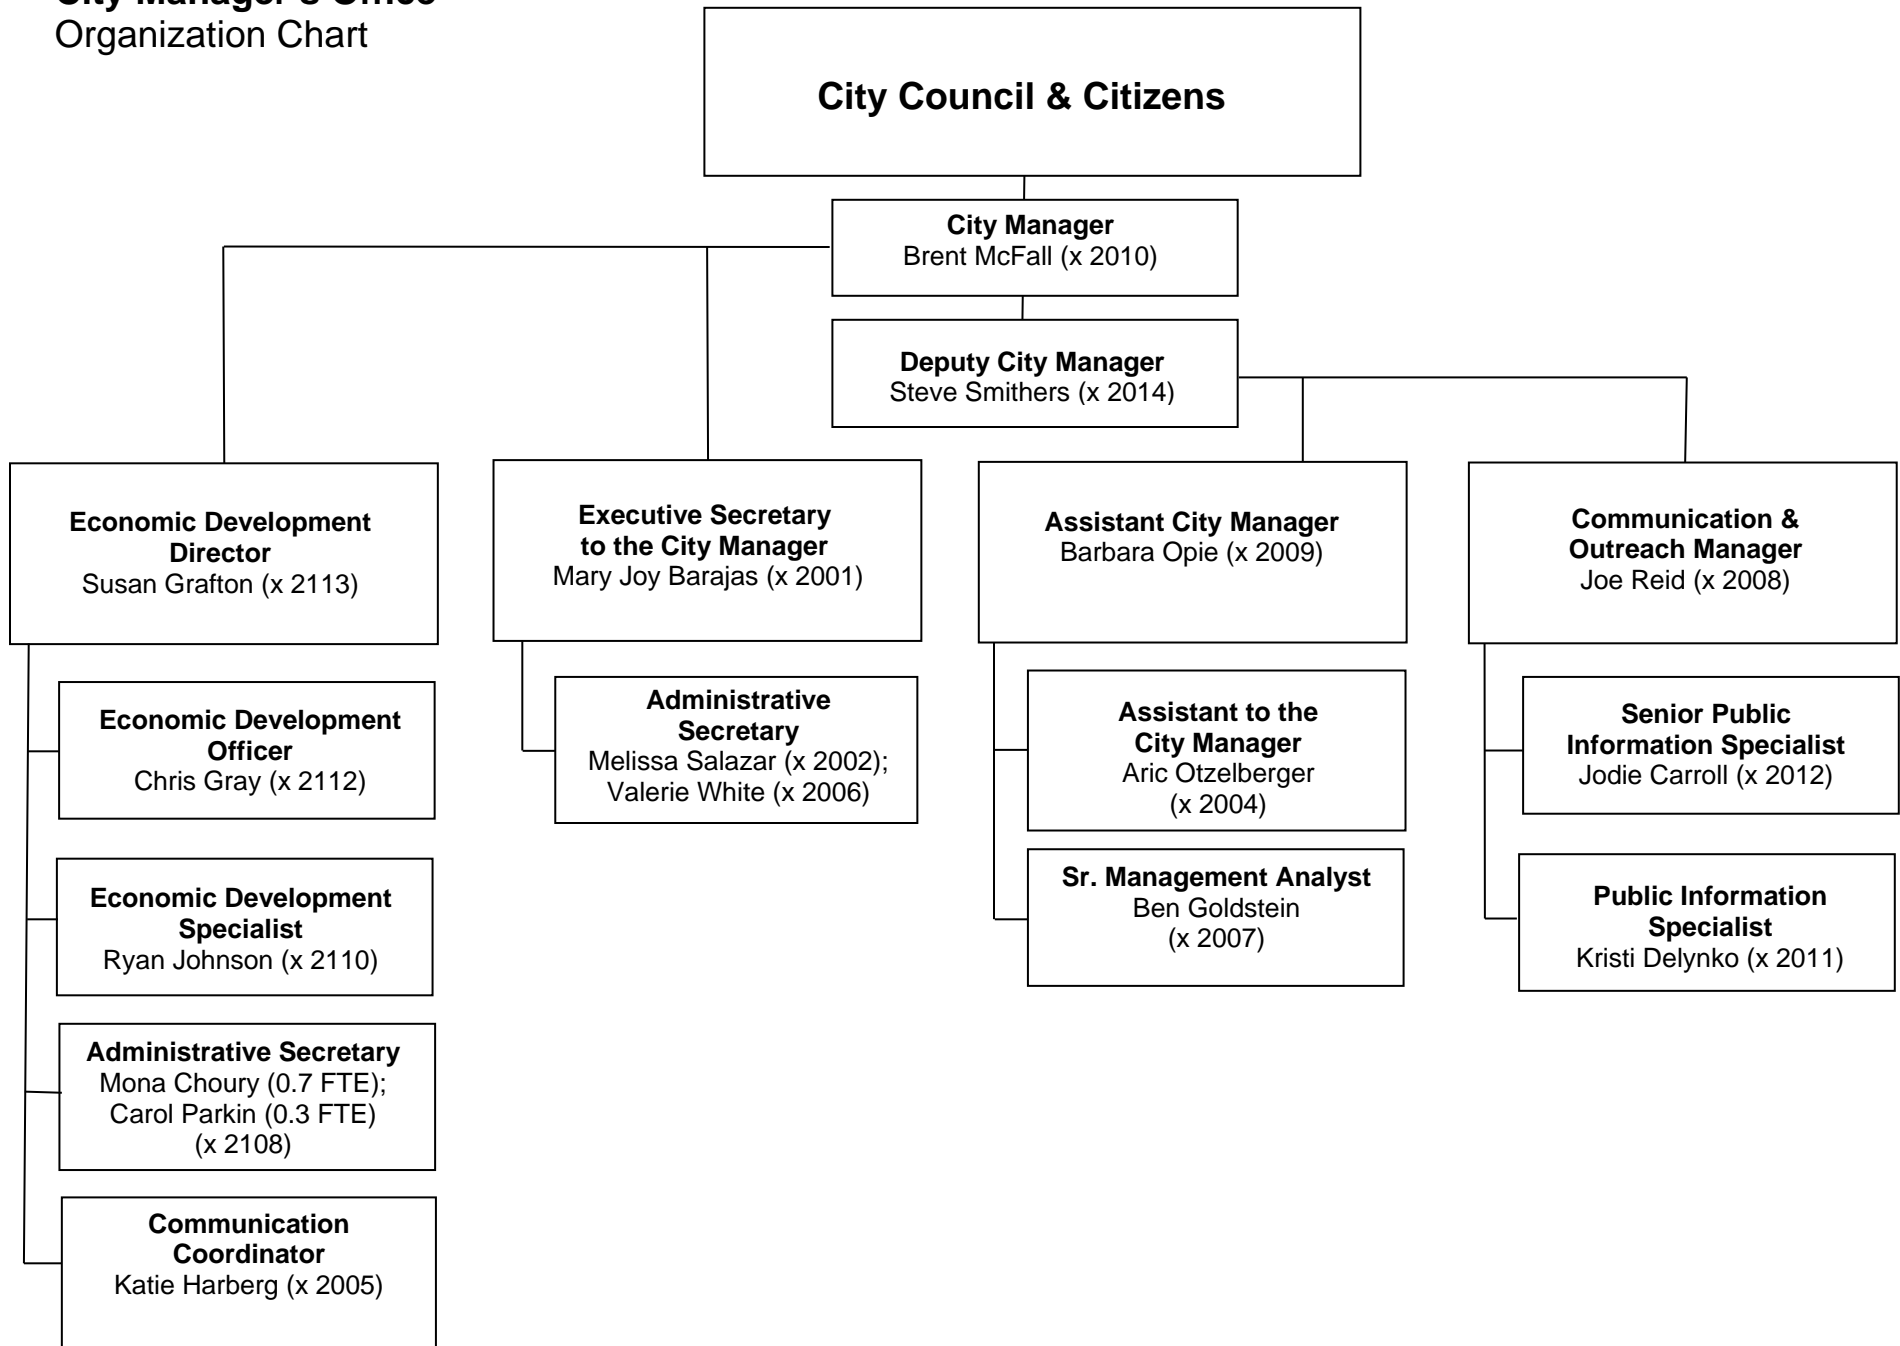 City Manager's Office
Organization Chart
City Council & Citizens
City Manager
Brent McFall (x 2010)
Deputy City Manager
Steve Smithers (x 2014)
Economic Development
Director
Susan Grafton (x 2113)
Executive Secretary
to the City Manager
Mary Joy Barajas (x 2001)
Assistant City Manager
Barbara Opie (x 2009)
Communication &
Outreach Manager
Joe Reid (x 2008)
Economic Development
Officer
Chris Gray (x 2112)
Economic Development
Specialist
Ryan Johnson (x 2110)
Administrative Secretary
Mona Choury (0.7 FTE);
Carol Parkin (0.3 FTE)
(x 2108)
Communication
Coordinator
Katie Harberg (x 2005)
Administrative
Secretary
Melissa Salazar (x 2002);
Valerie White (x 2006)
Assistant to the
City Manager
Aric Otzelberger
(x 2004)
Sr. Management Analyst
Ben Goldstein
(x 2007)
Senior Public
Information Specialist
Jodie Carroll (x 2012)
Public Information
Specialist
Kristi Delynko (x 2011)